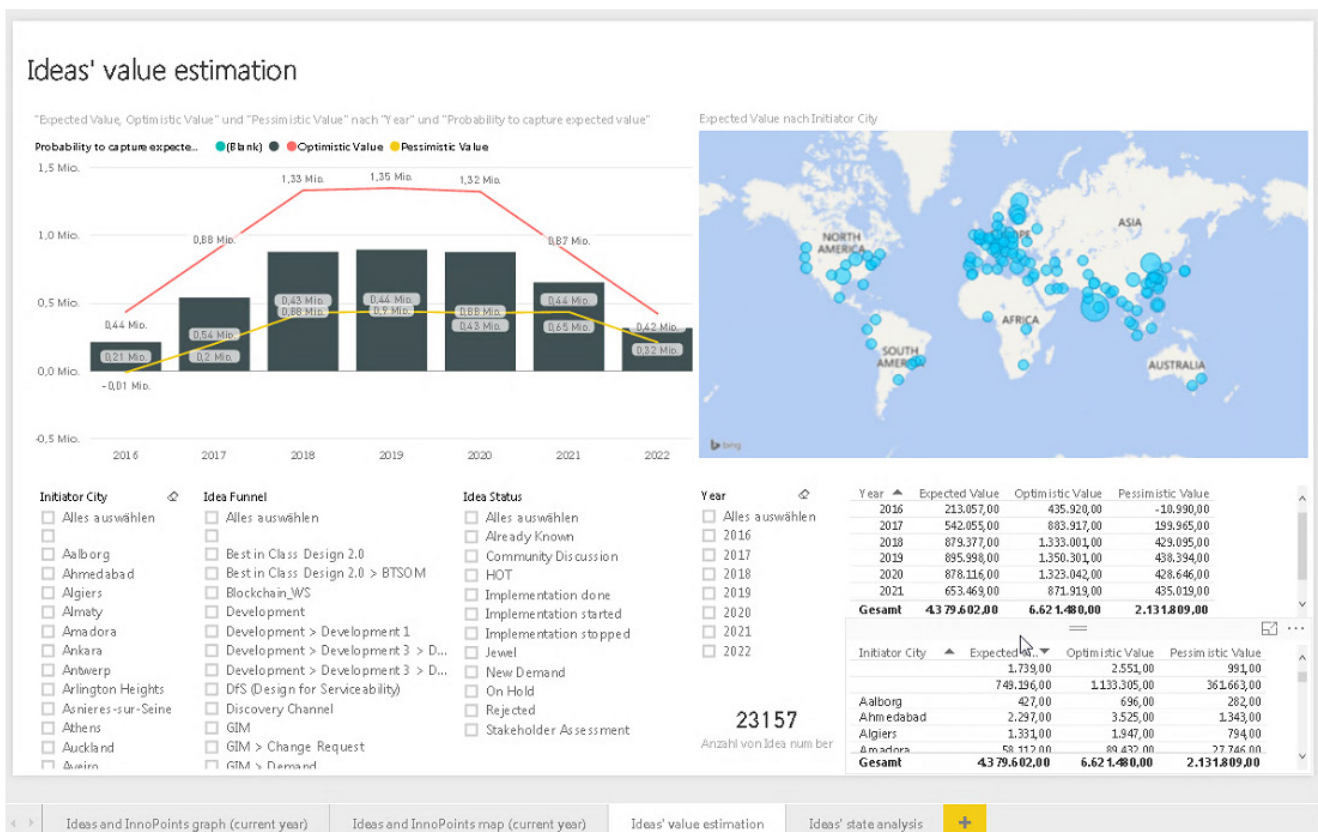 Ideas' value estimation
"Expected Value, Optimistic Value" und "Pessimistic Value" nach "Year" und "Probability to capture expected value"
Probability to capture expecte... (Blank) Optimistic Value Pessimistic Value
1,5 Mio.
1,0 Mio.
0,5 Mio.
0,0 Mio.
-0,5 Mio.
0,44 Mio.
0,88 Mio.
1,33 Mio.
1,35 Mio.
1,32 Mio.
0,87 Mio.
0,42 Mio.
0,21 Mio.
-0,01 Mio.
0,54 Mio.
0,2 Mio.
0,43 Mio.
0,88 Mio.
0,44 Mio.
0,9 Mio.
0,88 Mio.
0,43 Mio.
0,44 Mio.
0,65 Mio.
0,32 Mio.
2016 2017 2018 2019 2020 2021 2022
Expected Value nach Initiator City
NORTH
AMERICA
ASIA
AFRICA
SOUTH
AUSTRALIA
bing
Initiator City
Alles auswählen
Aalborg
Ahmedabad
Algiers
Almaty
Amadora
Ankara
Antwerp
Arlington Heights
Asnieres-sur-Seine
Athens
Auckland
Aveiro
Idea Funnel
Alles auswählen
Best in Class Design 2.0
Best in Class Design 2.0 > BTSOM
Blockchain_WS
Development
Development > Development 1
Development > Development 3 > D...
Development > Development 3 > D...
DfS (Design for Serviceability)
Discovery Channel
GIM
GIM > Change Request
GIM > Demand
Idea Status
Alles auswählen
Already Known
Community Discussion
HOT
Implementation done
Implementation started
Implementation stopped
Jewel
New Demand
On Hold
Rejected
Stakeholder Assessment
Year
Alles auswählen
2016
2017
2018
2019
2020
2021
2022
23157
Anzahl von Idea number
Year Expected Value Optimistic Value Pessimistic Value
2016 213.057,00 435.920,00 -10.990,00
2017 542.055,00 883.917,00 199.965,00
2018 879.377,00 1.333.001,00 429.095,00
2019 895.998,00 1.350.301,00 438.394,00
2020 878.116,00 1.323.042,00 428.646,00
2021 653.469,00 871.919,00 435.019,00
Gesamt 4.379.602,00 6.621.480,00 2.131.809,00
Initiator City Expected Optimistic Value Pessimistic Value
1.739,00 2.551,00 991,00
749.196,00 1.133.305,00 361.663,00
Aalborg 427,00 696,00 282,00
Ahmedabad 2.297,00 3.525,00 1.343,00
Algiers 1.331,00 1.947,00 794,00
Amadora 58.112,00 89.432,00 27.746,00
Gesamt 4.379.602,00 6.621.480,00 2.131.809,00
Ideas and InnoPoints graph (current year) Ideas and InnoPoints map (current year) Ideas' value estimation Ideas' state analysis +